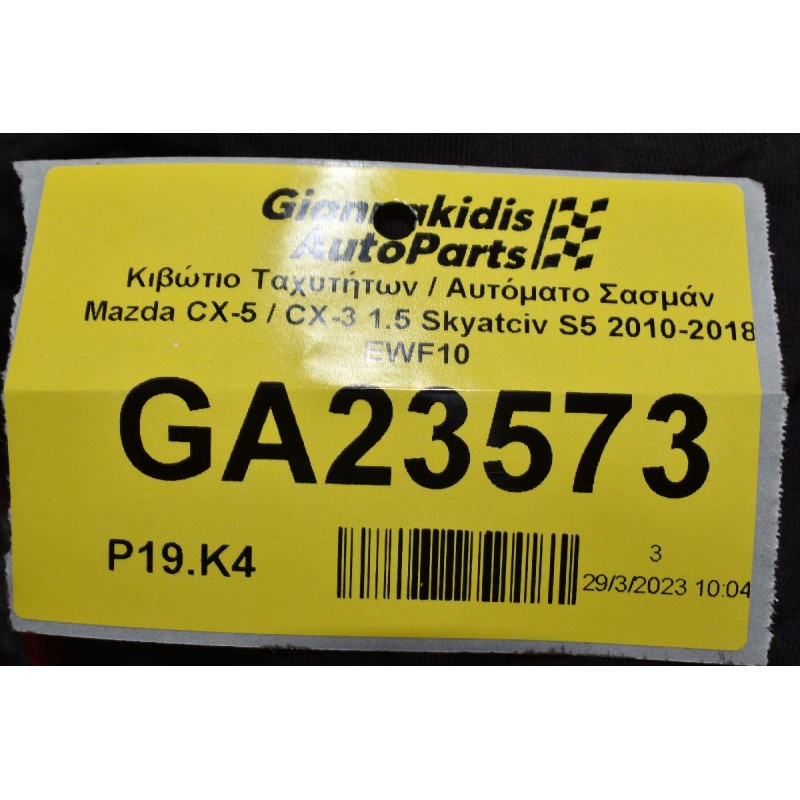 Giannakidis
AutoParts
Κιβώτιο Ταχυτήτων / Αυτόματο Σασμάν
Mazda CX-5 / CX-3 1.5 Skyatciv S5 2010-2018
EWF10
GA23573
P19.K4
3
29/3/2023 10:04